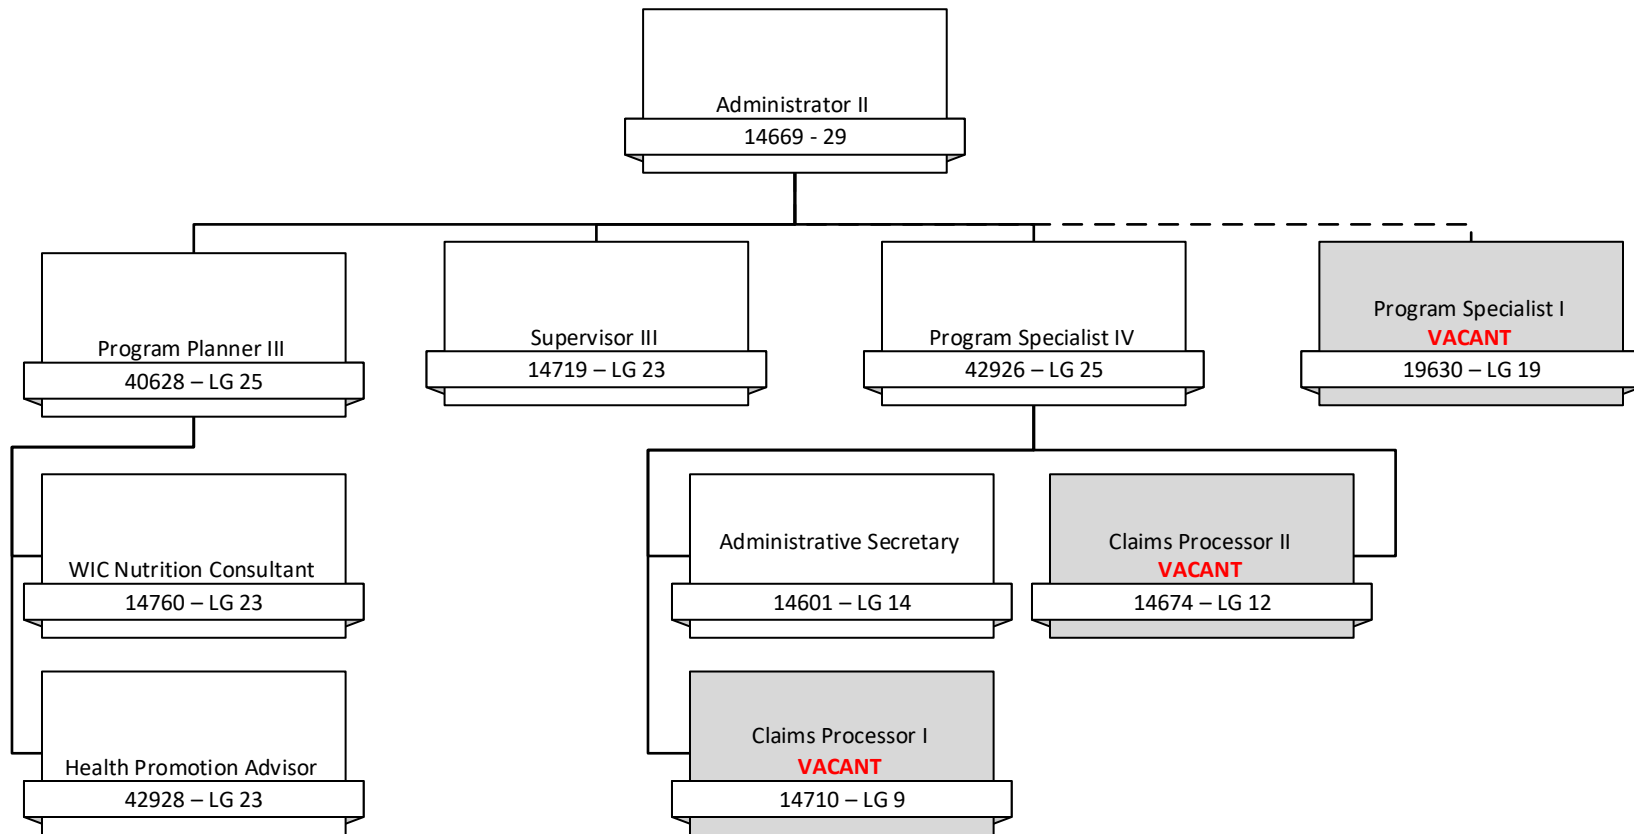 Administrator II
14669 - 29
Program Planner III
40628 – LG 25
Supervisor III
14719 – LG 23
Program Specialist IV
42926 – LG 25
Program Specialist I
VACANT
19630 – LG 19
WIC Nutrition Consultant
14760 – LG 23
Administrative Secretary
14601 – LG 14
Claims Processor II
VACANT
14674 – LG 12
Health Promotion Advisor
42928 – LG 23
Claims Processor I
VACANT
14710 – LG 9